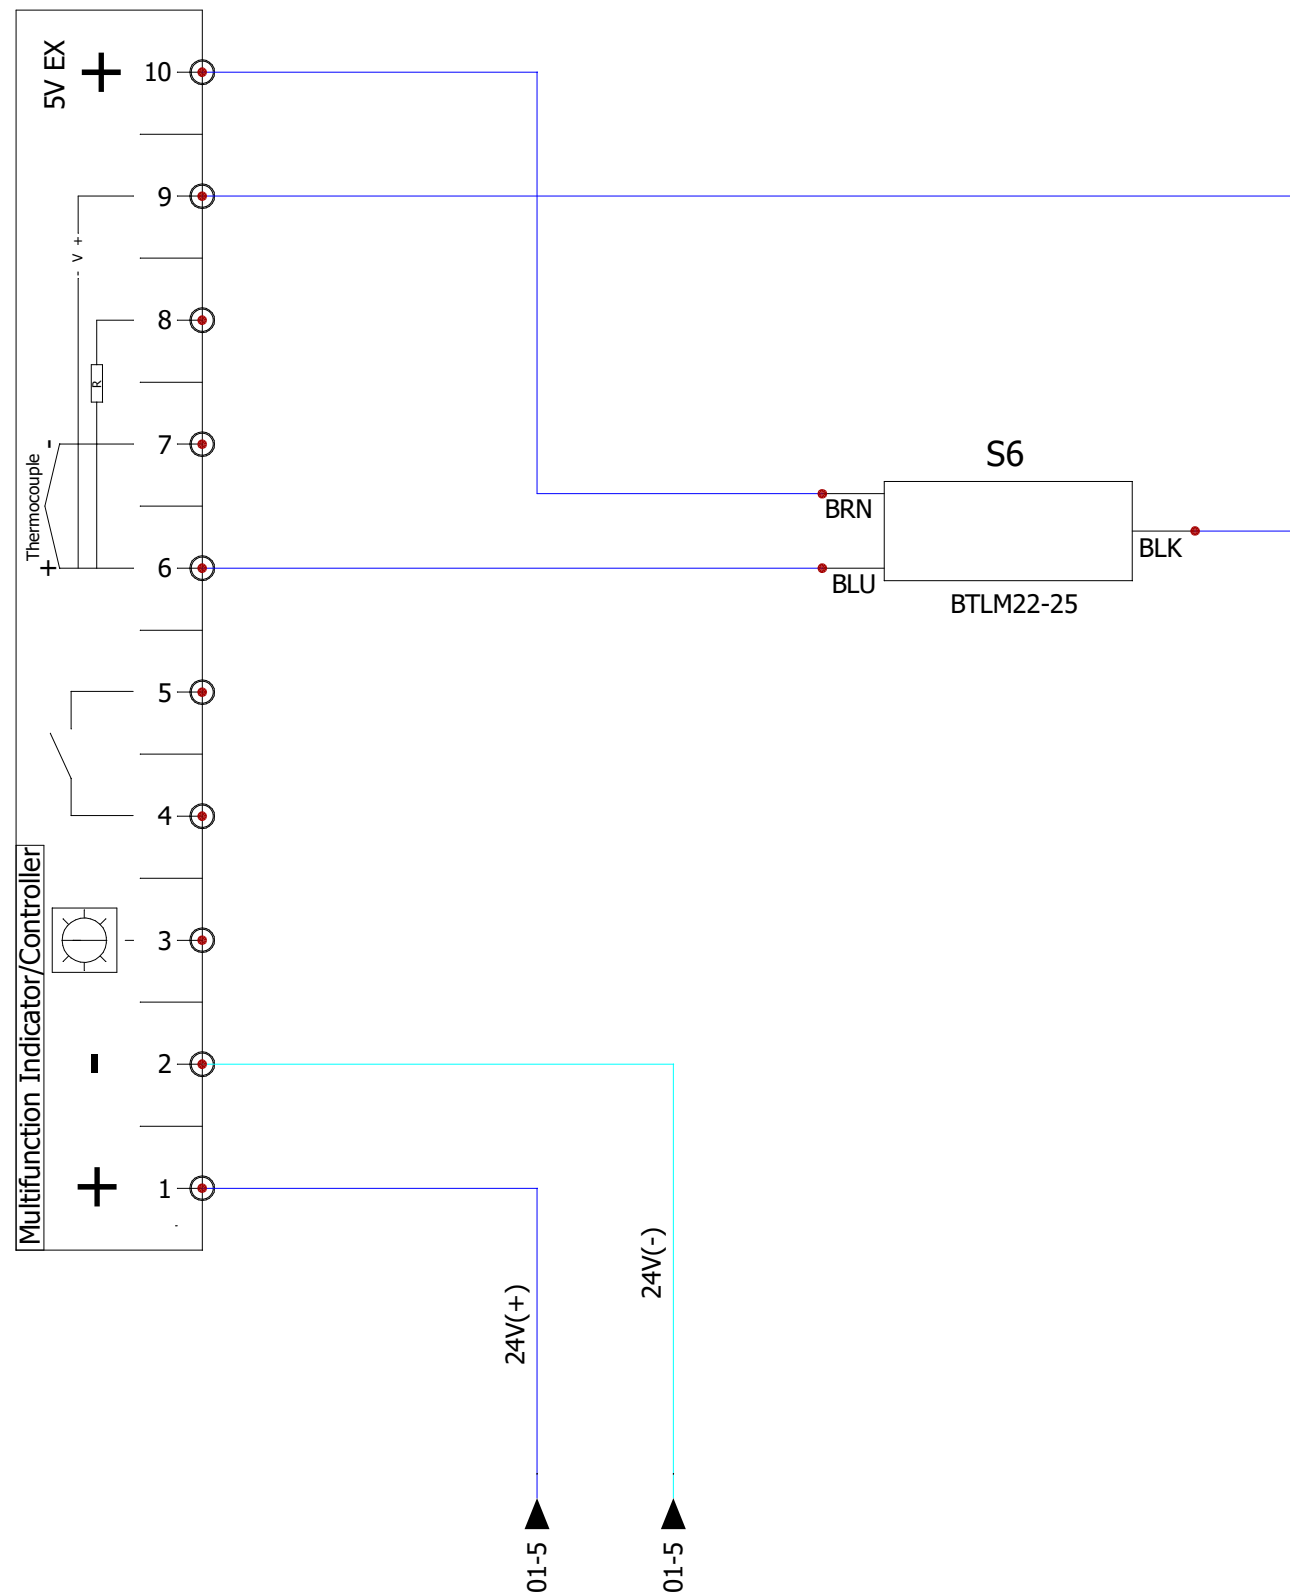 5V EX
+
10
9
- V +
8
R
-
7
Thermocouple
+
6
5
4
3
-
2
+
1
Multifunction Indicator/Controller
S6
BRN
BLU
BLK
BTLM22-25
24V(+)
24V(-)
01-5
01-5